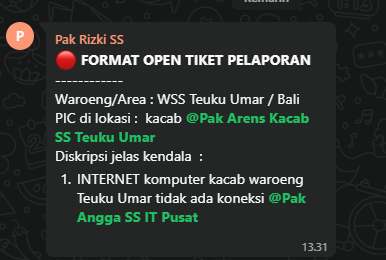 Pak Rizki SS
🔴 FORMAT OPEN TIKET PELAPORAN
------------
Waroeng/Area : WSS Teuku Umar / Bali
PIC di lokasi : kacab @Pak Arens Kacab
SS Teuku Umar
Diskripsi jelas kendala :
1. INTERNET komputer kacab waroeng
Teuku Umar tidak ada koneksi @Pak
Angga SS IT Pusat
13.31